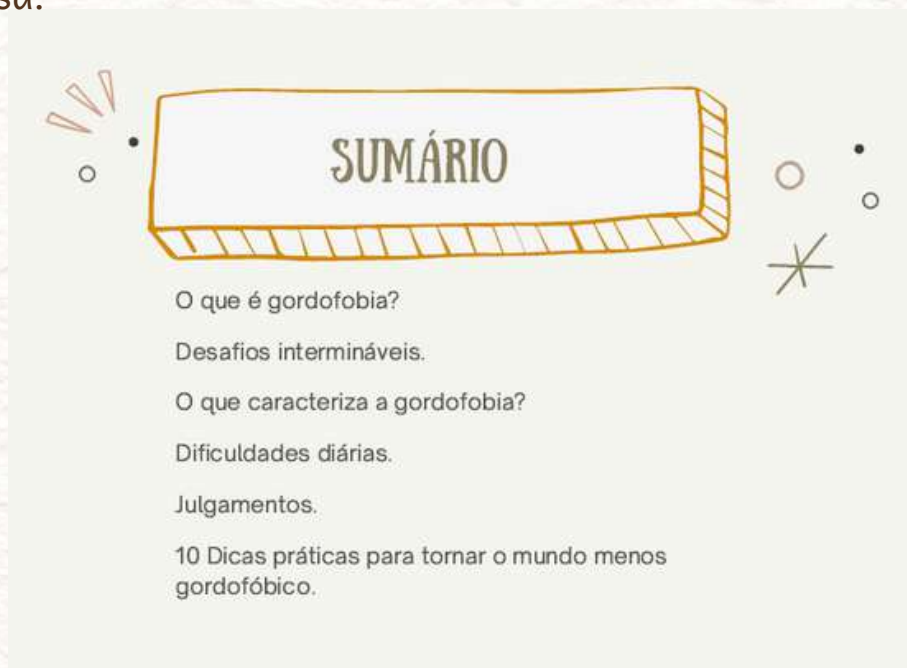 SUMÁRIO
O que é gordofobia?
Desafios intermináveis.
O que caracteriza a gordofobia?
Dificuldades diárias.
Julgamentos.
10 Dicas práticas para tornar o mundo menos
gordofóbico.